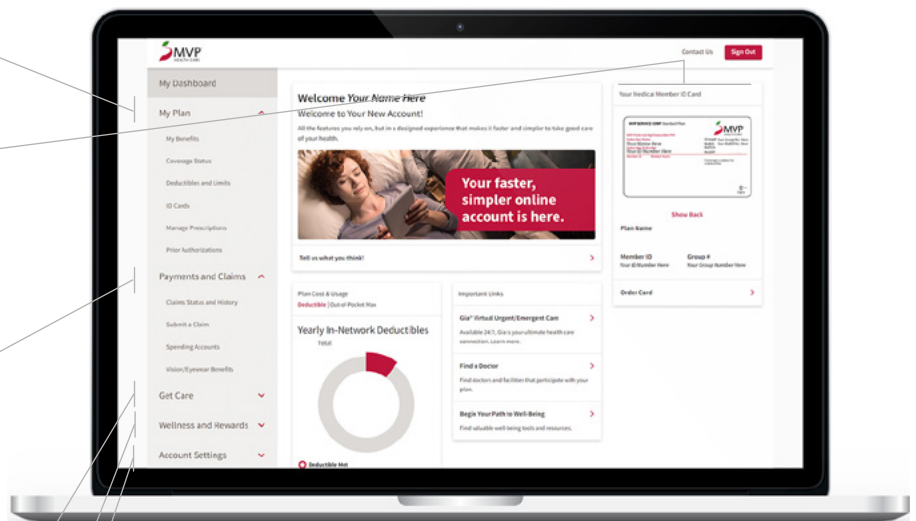 MVP
HEALTH CARE
Contact Us
Sign Out
My Dashboard
My Plan
My Benefits
Coverage Status
Deductibles and Limits
ID Cards
Manage Prescriptions
Prior Authorizations
Payments and Claims
Claims Status and History
Submit a Claim
Spending Accounts
Vision/Eyewear Benefits
Get Care
Wellness and Rewards
Account Settings
Welcome Your Name Here
Welcome to Your New Account!
All the features you rely on, but in a designed experience that makes it faster and simpler to take good care
of your health.
Your faster,
simpler online
account is here.
Tell us what you think!
Plan Cost & Usage
Deductible | Out-of-Pocket Max
Yearly In-Network Deductibles
Total
Deductible Met
Important Links
Gia® Virtual Urgent/Emergent Care
Available 24/7, Gia is your ultimate health care
connection. Learn more.
Find a Doctor
Find doctors and facilities that participate with your
plan.
Begin Your Path to Well-Being
Find valuable well-being tools and resources.
Your Medical Member ID Card
MVP
Your Name Here
Your ID Number Here
Show Back
Plan Name
Member ID Group #
Your ID Number Here Your Group Number Here
Order Card